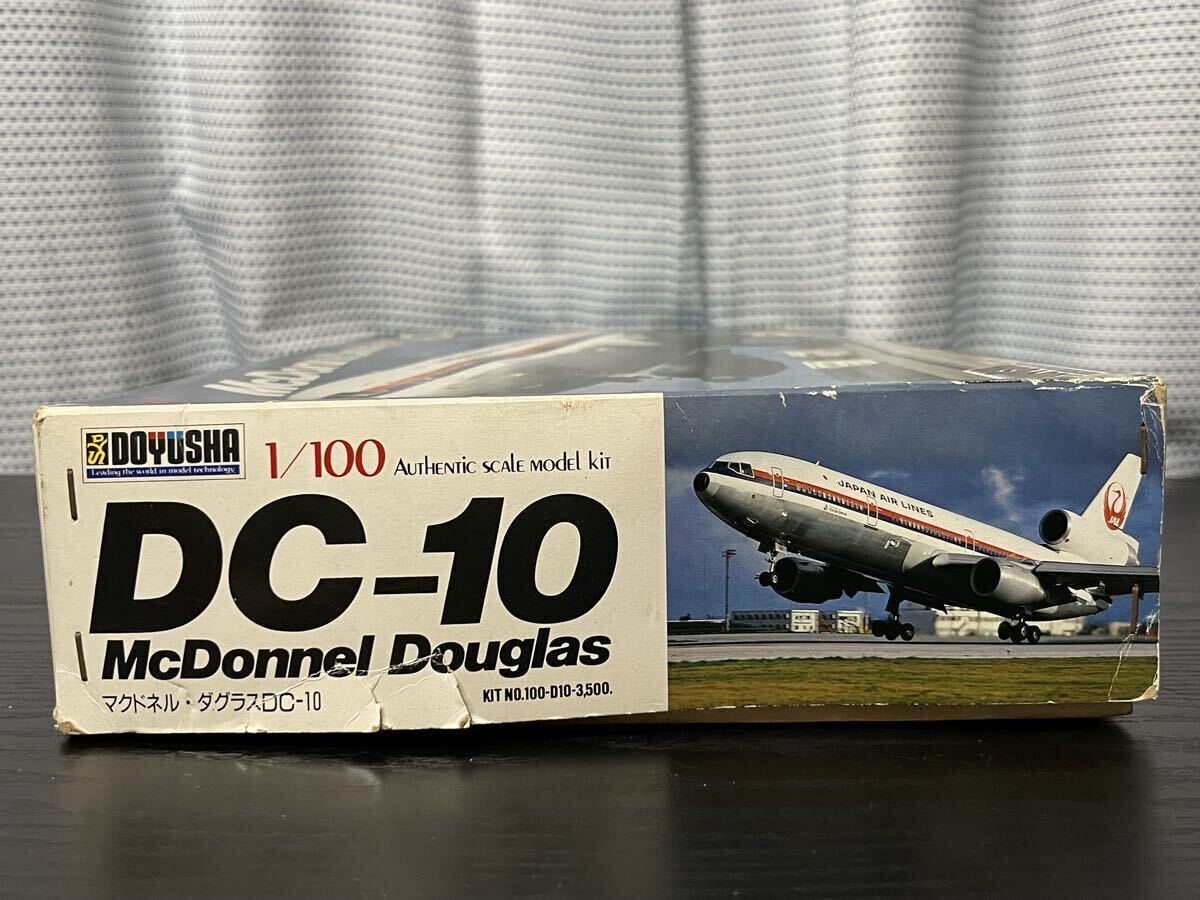 McDonn
DOYUSHA
Leading the world in model technology.
1/100 Authentic scale model kit
DC-10
McDonnel Douglas
マクドネル・ダグラスDC-10
KIT NO.100-D10-3,500.
JAPAN AIR LINES
JAL